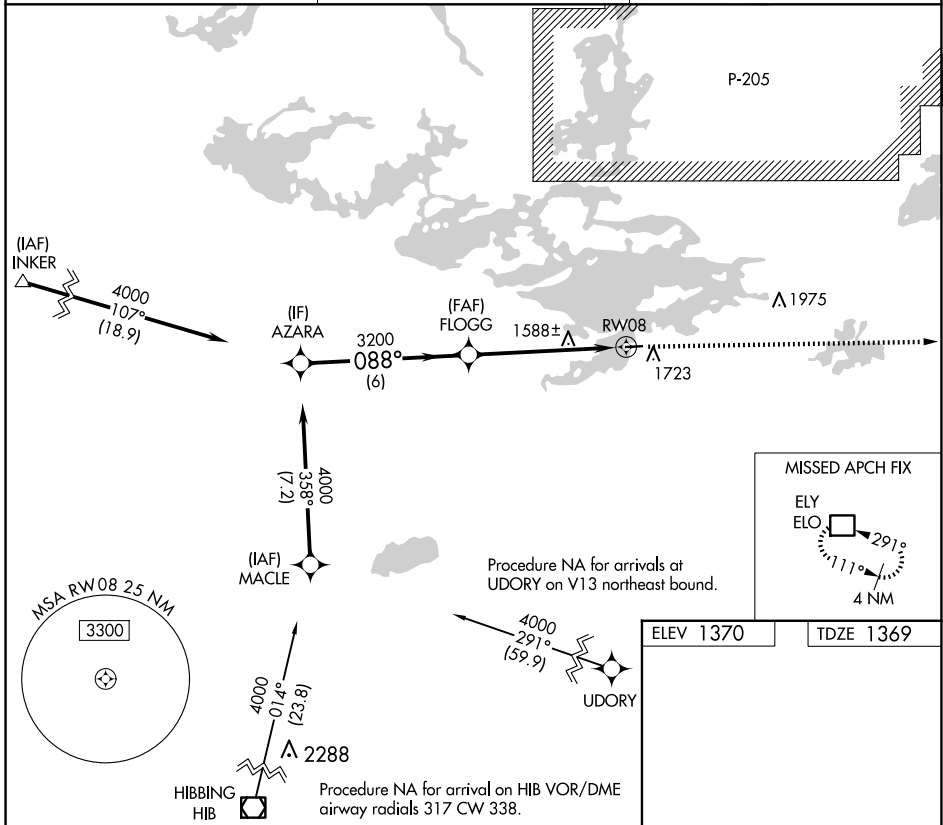 P-205
(IAF)
INKER
4000
107°
(18.9)
(IF)
AZARA
3200
088°
(6)
(FAF)
FLOGG
1588±
RW08
1975
1723
4000
358°
(7.2)
(IAF)
MACLE
MISSED APCH FIX
ELY
ELO
291°
111°
4 NM
Procedure NA for arrivals at
UDORY on V13 northeast bound.
4000
291°
(59.9)
UDORY
MSA RW08 25 NM
3300
4000
014°
(23.8)
2288
HIBBING
HIB
Procedure NA for arrival on HIB VOR/DME
airway radials 317 CW 338.
ELEV 1370
TDZE 1369